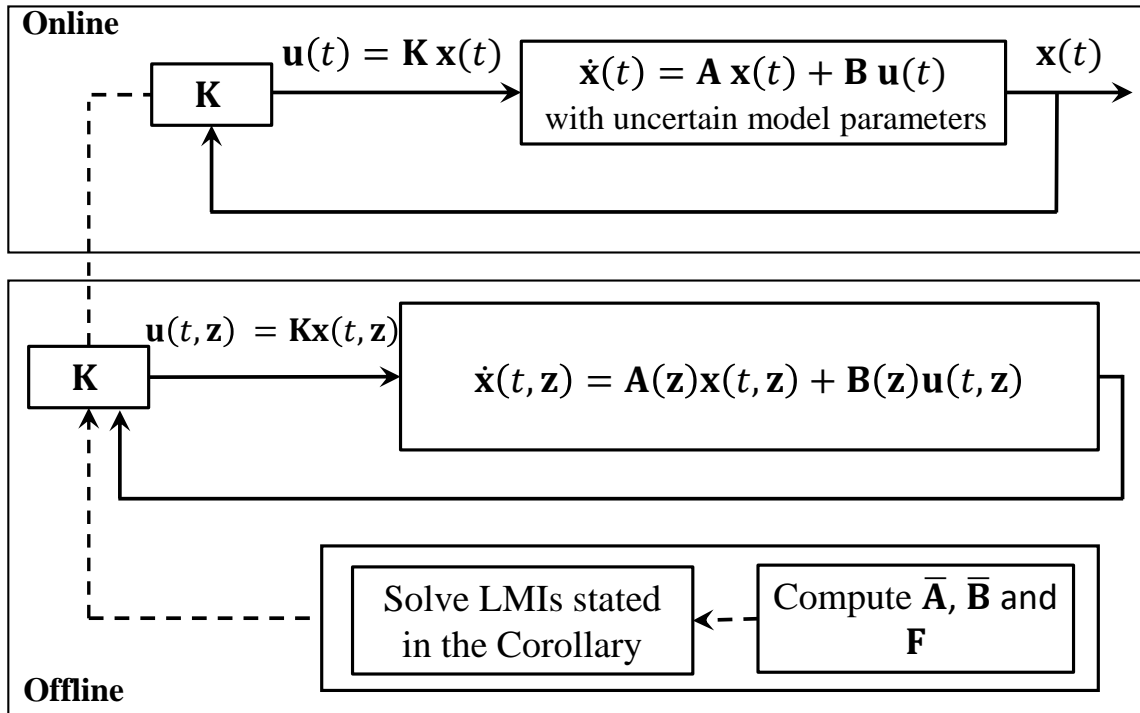 Online
𝐮(𝑡) = 𝐊 𝐱(𝑡)
𝐊
𝐱̇(𝑡) = 𝐀 𝐱(𝑡) + 𝐁 𝐮(𝑡)
with uncertain model parameters
𝐱(𝑡)
𝐮(𝑡, 𝐳) = 𝐊𝐱(𝑡, 𝐳)
𝐊
𝐱̇(𝑡, 𝐳) = 𝐀(𝐳)𝐱(𝑡, 𝐳) + 𝐁(𝐳)𝐮(𝑡, 𝐳)
Solve LMIs stated
in the Corollary
Compute 𝐀̅, 𝐁̅ and
𝐅
Offline